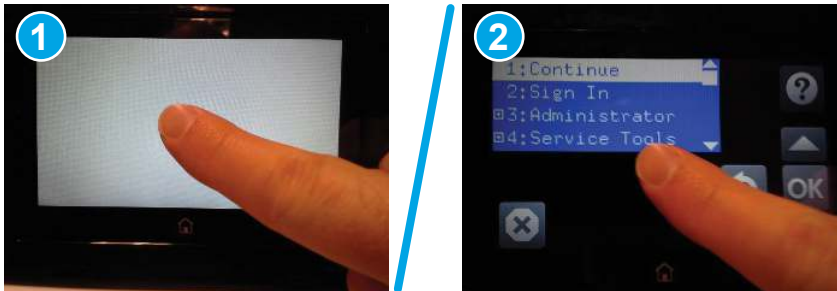 1
2
1:Continue
2:Sign In
+3:Administrator
+4:Service Tools
?
OK